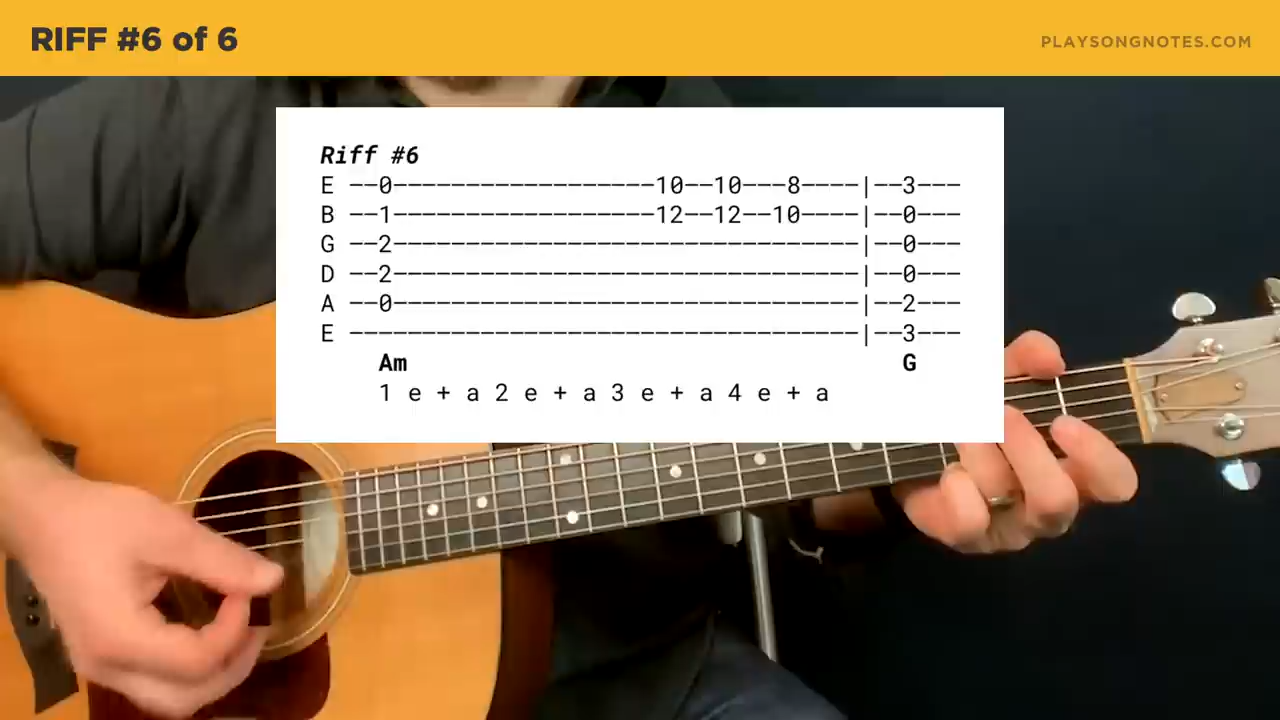 RIFF #6 of 6
PLAYSONGNOTES.COM
Riff #6
E ——0——————————————————10——10———8————|——3———
B ——1——————————————————12——12——10————|——0———
G ——2————————————————————————————————|——0———
D ——2————————————————————————————————|——0———
A ——0————————————————————————————————|——2———
E ———————————————————————————————————|——3———
Am G
1 e + a 2 e + a 3 e + a 4 e + a